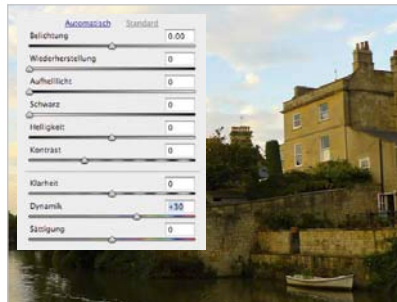 Automatisch Standard
Belichtung 0.00
Wiederherstellung 0
Aufhelllicht 0
Schwarz 0
Helligkeit 0
Kontrast 0
Klarheit 0
Dynamik +30
Sättigung 0